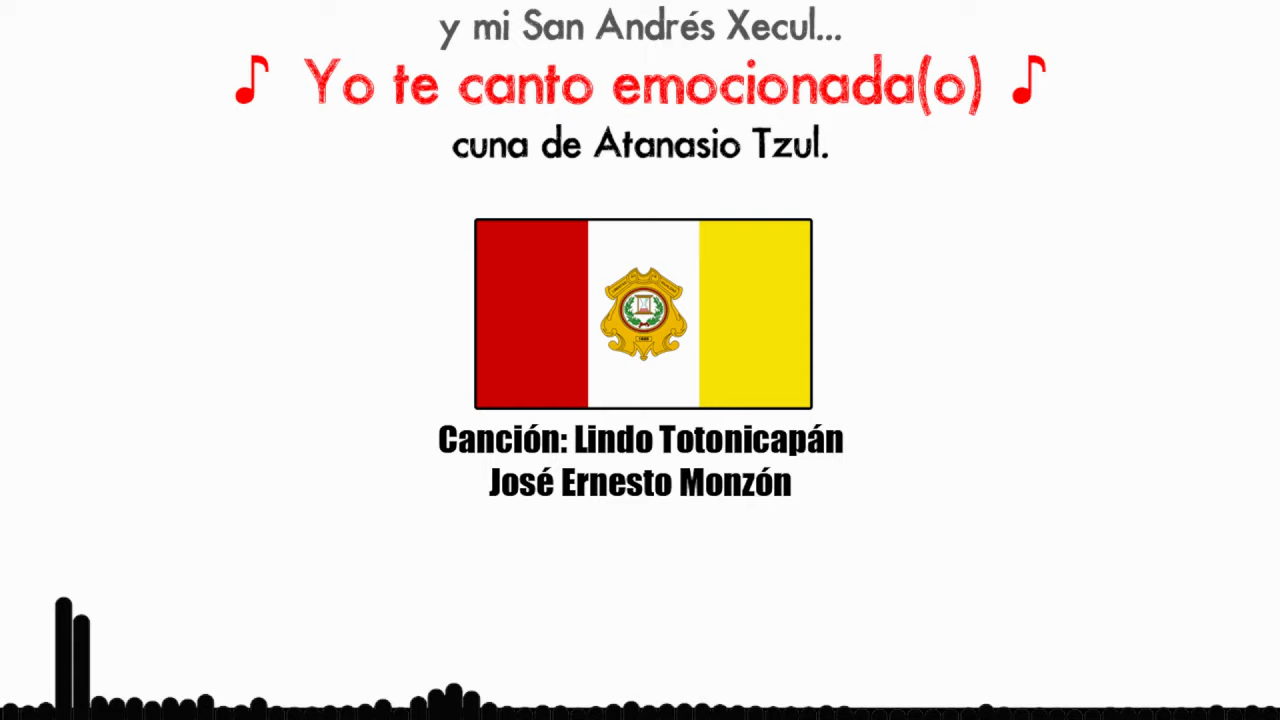 y mi San Andrés Xecul...
♪ Yo te canto emocionada(o) ♪
cuna de Atanasio Tzul.
Canción: Lindo Totonicapán
José Ernesto Monzón